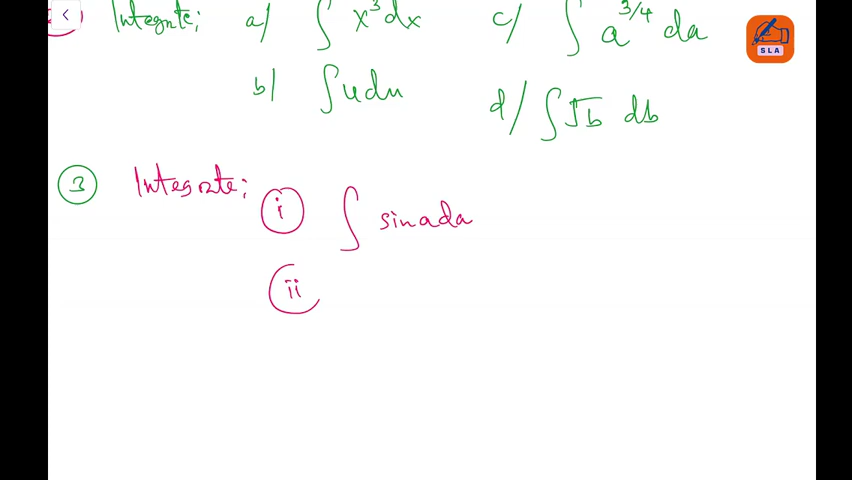 Integrate: a) ∫ x³dx c) ∫ a^3/4 da
b) ∫ udu d) ∫ √b db
3 Integrate:
i ∫ sinada
ii
SLA